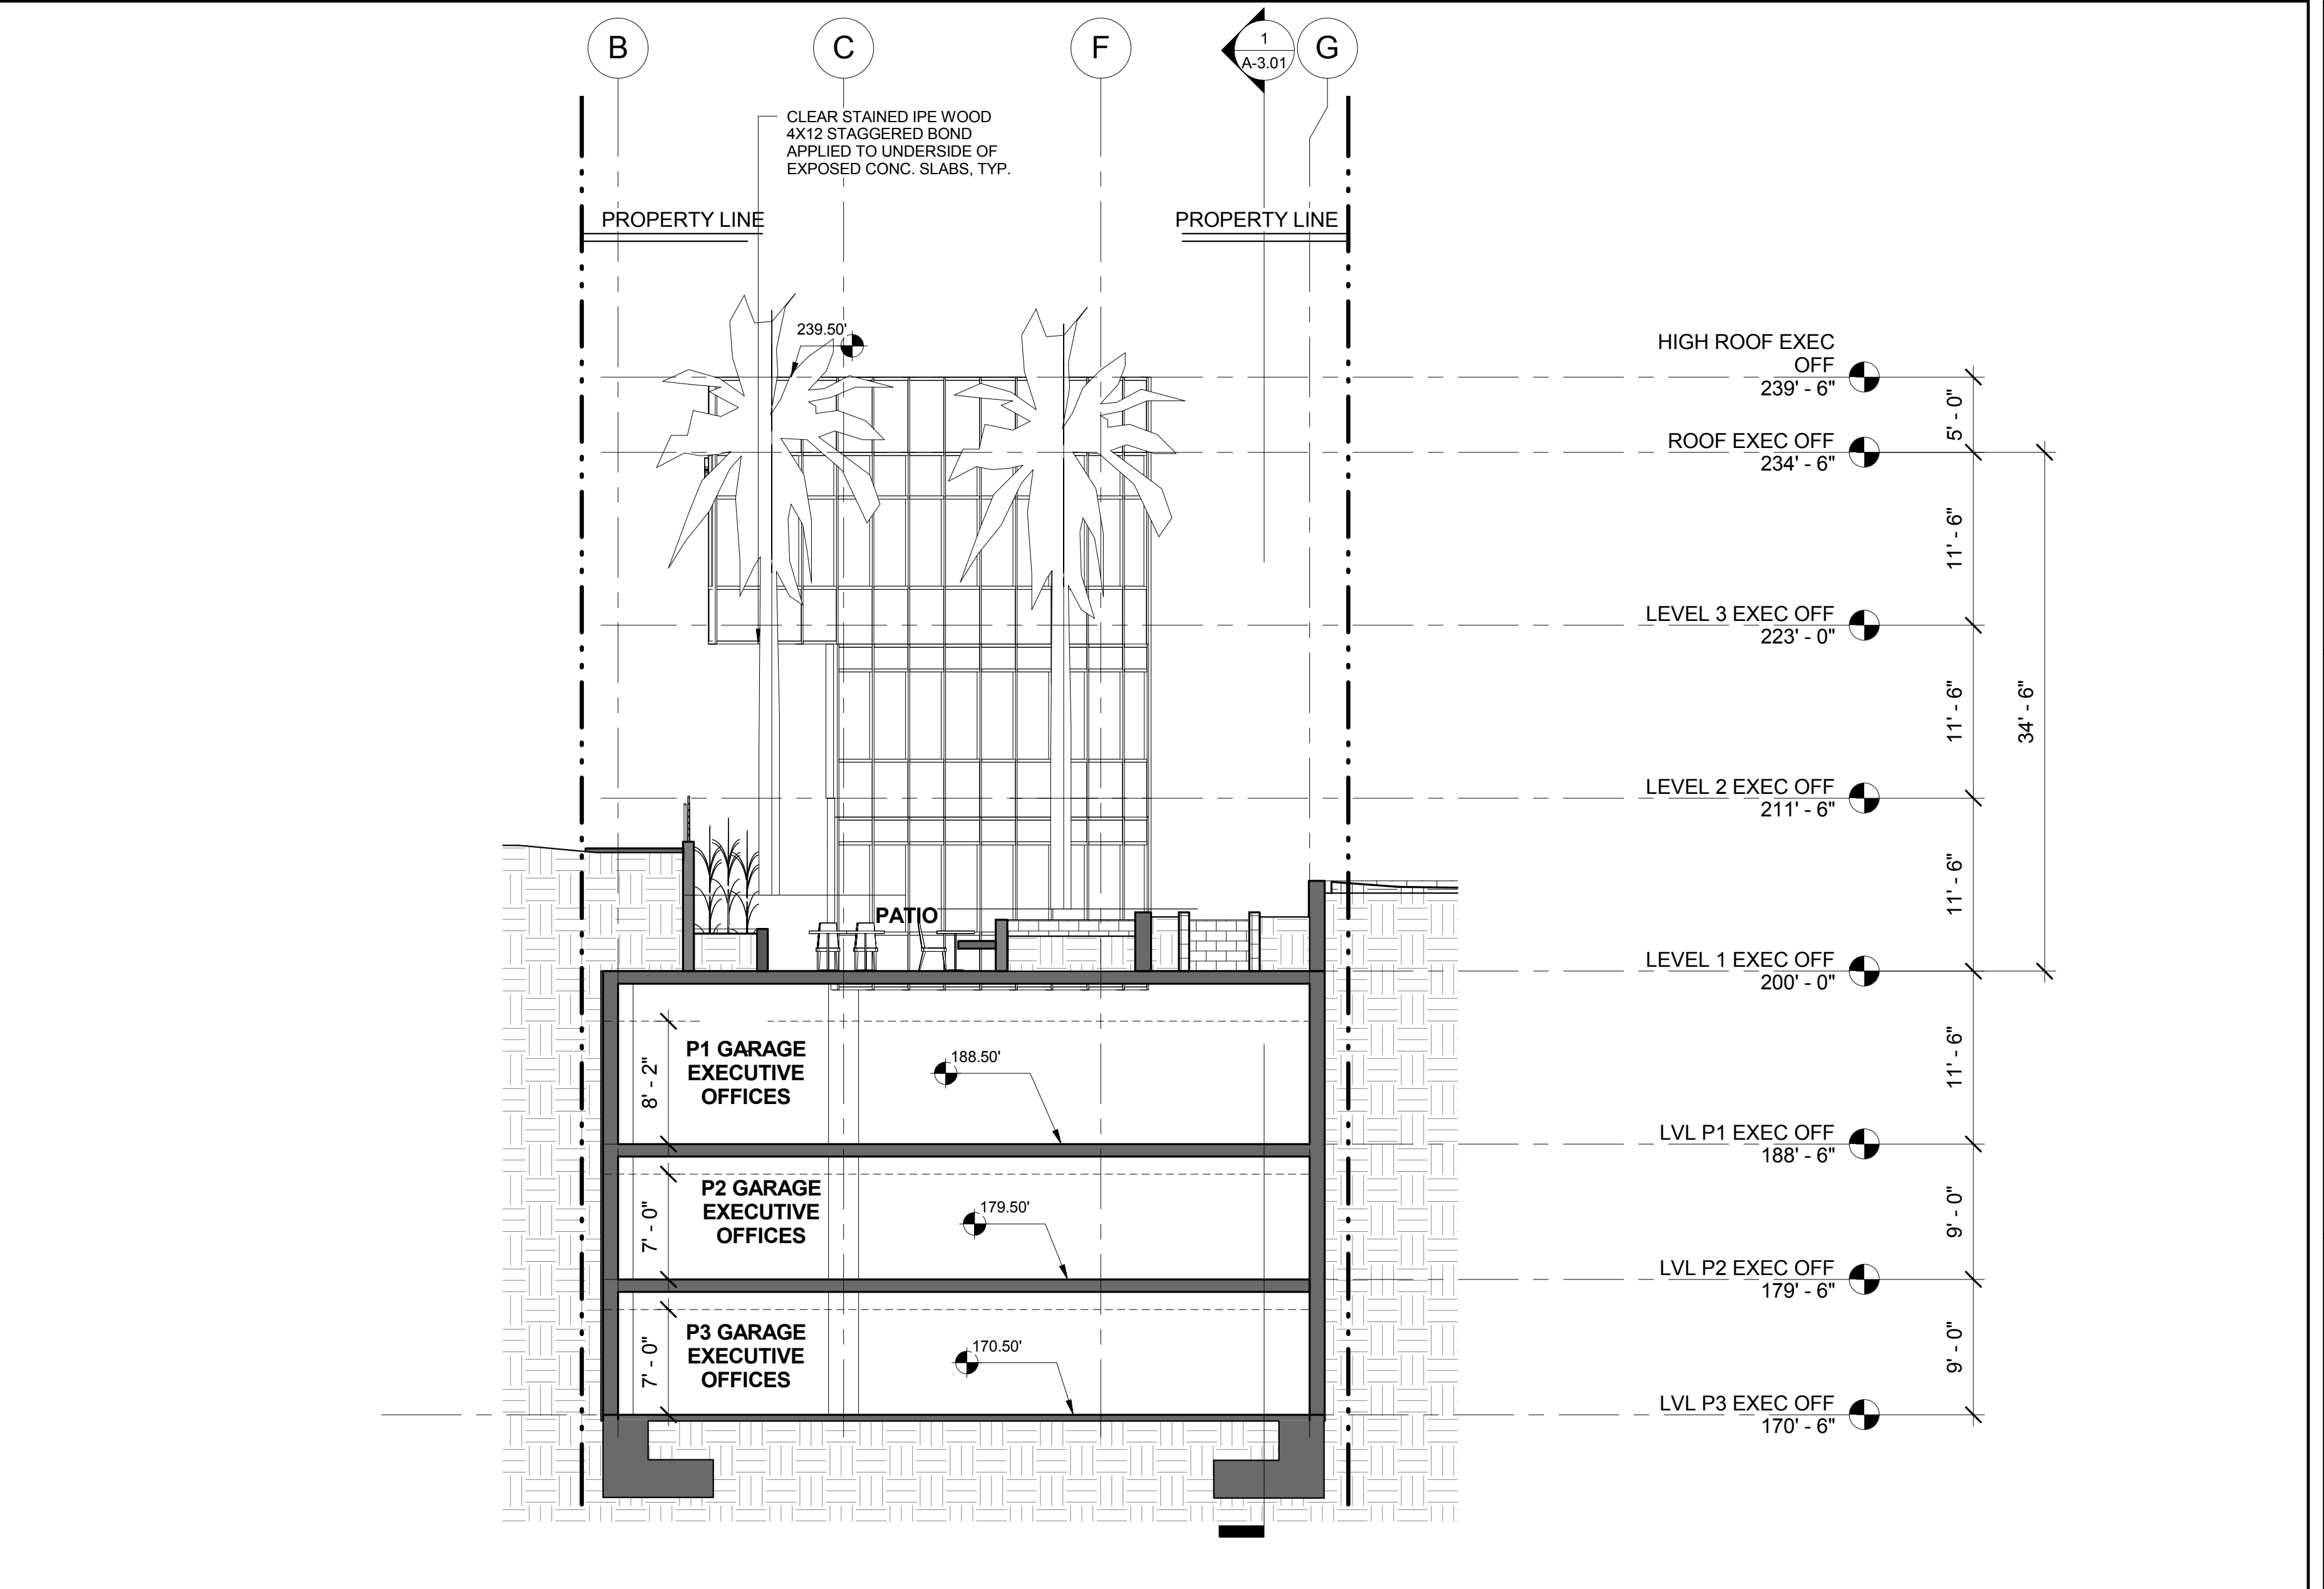 B
C
F
1
A-3.01
G
CLEAR STAINED IPE WOOD
4X12 STAGGERED BOND
APPLIED TO UNDERSIDE OF
EXPOSED CONC. SLABS, TYP.
PROPERTY LINE
PROPERTY LINE
239.50'
HIGH ROOF EXEC
OFF
239' - 6"
5' - 0"
ROOF EXEC OFF
234' - 6"
11' - 6"
LEVEL 3 EXEC OFF
223' - 0"
11' - 6"
34' - 6"
LEVEL 2 EXEC OFF
211' - 6"
11' - 6"
PATIO
LEVEL 1 EXEC OFF
200' - 0"
11' - 6"
8' - 2"
P1 GARAGE
EXECUTIVE
OFFICES
188.50'
LVL P1 EXEC OFF
188' - 6"
9' - 0"
7' - 0"
P2 GARAGE
EXECUTIVE
OFFICES
179.50'
LVL P2 EXEC OFF
179' - 6"
9' - 0"
7' - 0"
P3 GARAGE
EXECUTIVE
OFFICES
170.50'
LVL P3 EXEC OFF
170' - 6"